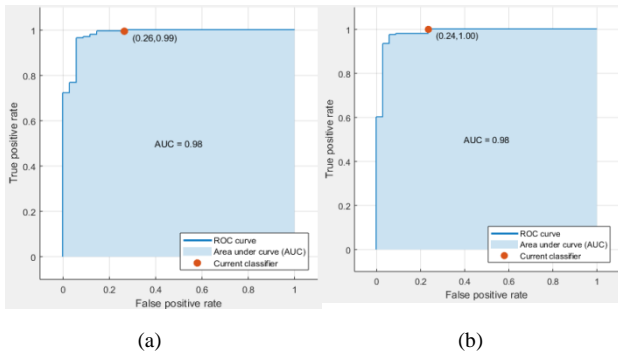 1
0.8
0.6
0.4
0.2
0
True positive rate
(0.26,0.99)
AUC = 0.98
ROC curve
Area under curve (AUC)
Current classifier
0 0.2 0.4 0.6 0.8 1
False positive rate
(a)
1
0.8
0.6
0.4
0.2
0
True positive rate
(0.24,1.00)
AUC = 0.98
ROC curve
Area under curve (AUC)
Current classifier
0 0.2 0.4 0.6 0.8 1
False positive rate
(b)